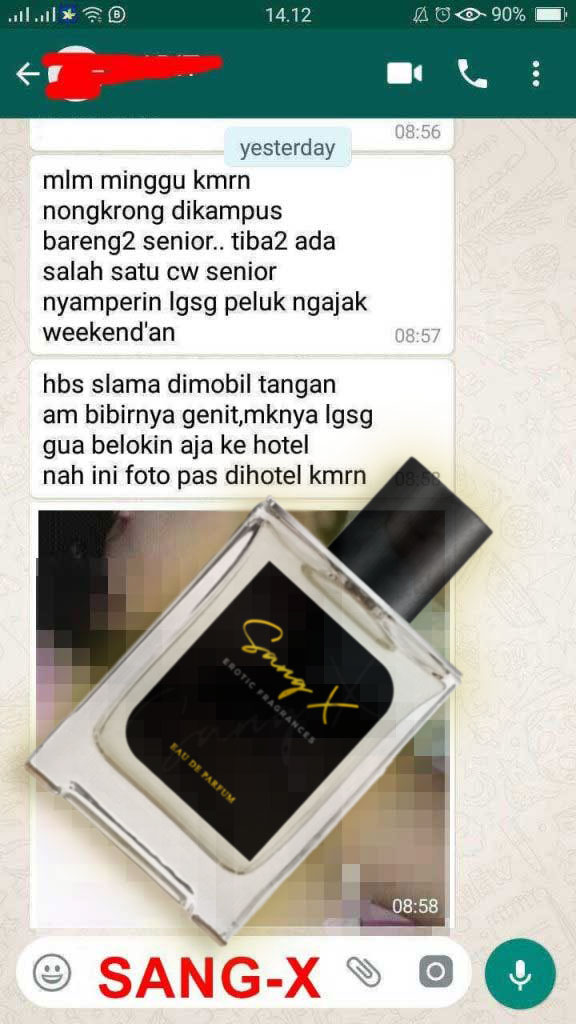 14.12
90%
08:56
yesterday
mlm minggu kmrn
nongkrong dikampus
bareng2 senior.. tiba2 ada
salah satu cw senior
nyamperin lgsg peluk ngajak
weekend'an
08:57
hbs slama dimobil tangan
am bibirnya genit,mknya lgsg
gua belokin aja ke hotel
nah ini foto pas dihotel kmrn
08:58
Sang X
EROTIC FRAGRANCES
EAU DE PARFUM
08:58
SANG-X